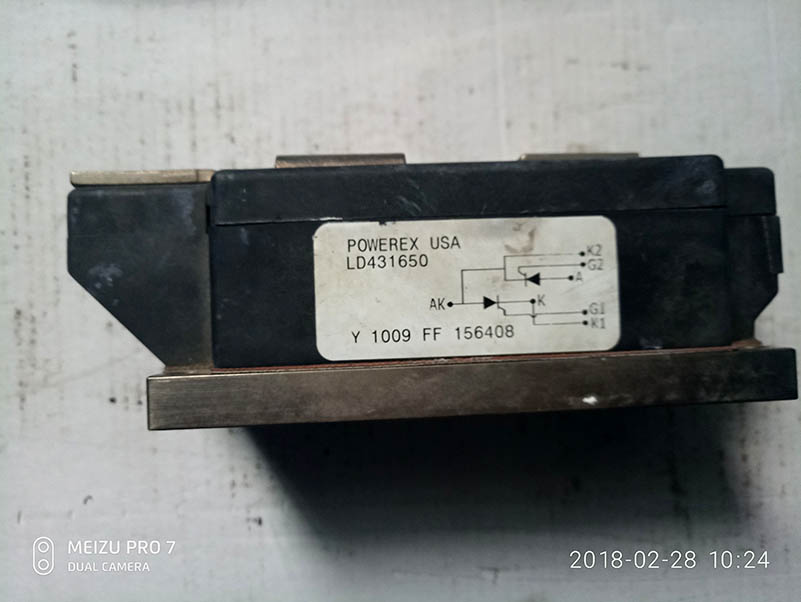 POWEREX USA
LD431650
K2
G2
A
AK
K
G1
K1
Y 1009 FF 156408
MEIZU PRO 7
DUAL CAMERA
2018-02-28 10:24